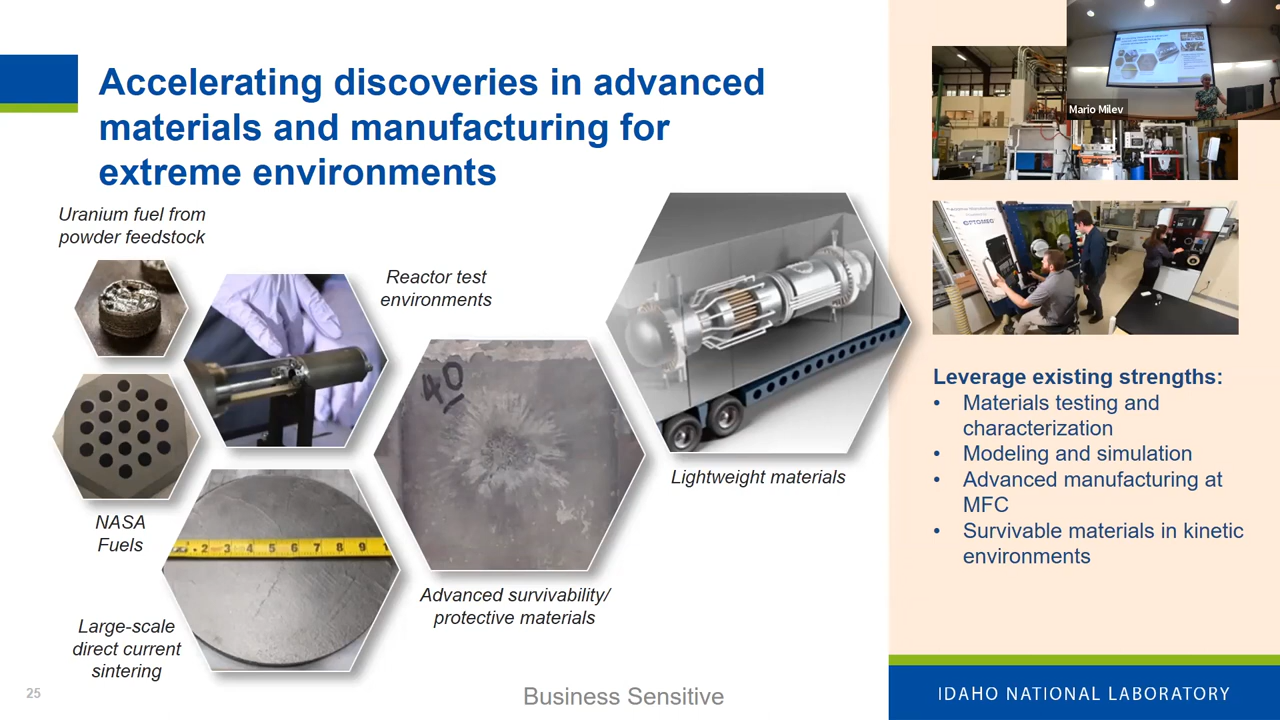 Accelerating discoveries in advanced
materials and manufacturing for
extreme environments
Uranium fuel from
powder feedstock
Reactor test
environments
NASA
Fuels
Large-scale
direct current
sintering
40
2 3 4 5 6 7 8 9
Advanced survivability/
protective materials
Lightweight materials
Mario Milev
OPTOMEC
Leverage existing strengths:
• Materials testing and
characterization
• Modeling and simulation
• Advanced manufacturing at
MFC
• Survivable materials in kinetic
environments
25
Business Sensitive
IDAHO NATIONAL LABORATORY